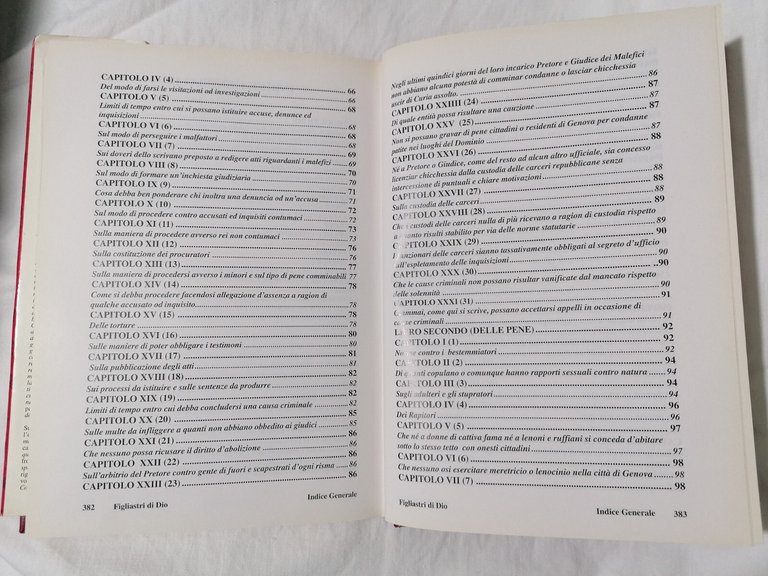 CAPITOLO IV (4) ........ 66
Del modo di farsi le visitazioni od investigazioni ........ 66
CAPITOLO V (5) ........ 68
Limiti di tempo entro cui si possano istituire accuse, denunce ed
inquisizioni ........ 68
CAPITOLO VI (6) ........ 68
Sul modo di perseguire i malfattori ........ 68
CAPITOLO VII (7) ........ 69
Sui doveri dello scrivano preposto a redigere atti riguardanti i malefizi ........ 69
CAPITOLO VIII (8) ........ 70
Sul modo di formare un'inchiesta giudiziaria ........ 70
CAPITOLO IX (9) ........ 71
Cosa debba ben ponderare chi inoltra una denuncia od un'accusa ........ 71
CAPITOLO X (10) ........ 72
Sul modo di procedere contro accusati ed inquisiti contumaci ........ 72
CAPITOLO XI (11) ........ 73
Sulla maniera di procedere avverso rei non contumaci ........ 73
CAPITOLO XII (12) ........ 76
Sulla costituzione dei procuratori ........ 76
CAPITOLO XIII (13) ........ 77
Sulla maniera di procedersi avverso i minori e sul tipo di pene comminabili 77
CAPITOLO XIV (14) ........ 78
Come si debba procedere facendosi allegazione d'assenza a ragion di
qualche accusato od inquisito ........ 78
CAPITOLO XV (15) ........ 78
Delle torture ........ 78
CAPITOLO XVI (16) ........ 80
Sulle maniere di poter obbligare i testimoni ........ 80
CAPITOLO XVII (17) ........ 81
Sulla pubblicazione degli atti ........ 81
CAPITOLO XVIII (18) ........ 82
Sui processi da istituire e sulle sentenze da produrre ........ 82
CAPITOLO XIX (19) ........ 82
Limiti di tempo entro cui debba concludersi una causa criminale ........ 82
CAPITOLO XX (20) ........ 85
Sulle multe da infliggere a quanti non abbiano obbedito ai giudici ........ 85
CAPITOLO XXI (21) ........ 86
Che nessuno possa ricusare il diritto d'abolizione ........ 86
CAPITOLO XXII (22) ........ 86
Sull'arbitrio del Pretore contro gente di fuori e scapestrati d'ogni risma ........ 86
CAPITOLO XXIII (23) ........ 86
Indice Generale
382 Figliastri di Dio
Negli ultimi quindici giorni del loro incarico Pretore e Giudice dei Malefici
non abbiano alcuna potestà di comminar condanne o lasciar chicchessia
uscir di Curia assolto ........ 86
CAPITOLO XXIIII (24) ........ 87
Di quale entità possa risultare una cauzione ........ 87
CAPITOLO XXV (25) ........ 87
Non si possano gravar di pene cittadini o residenti di Genova per condanne
patite nei luoghi del Dominio ........ 87
CAPITOLO XXVI (26) ........ 88
Né a Pretore o Giudice, come del resto ad alcun altro ufficiale, sia concesso
licenziar chicchessia dalla custodia delle carceri repubblicane senza
intercessione di puntuali e chiare motivazioni ........ 88
CAPITOLO XXVII (27) ........ 88
Sulla custodia delle carceri ........ 88
CAPITOLO XXVIII (28) ........ 89
Che i custodi delle carceri nulla di più ricevano a ragion di custodia rispetto
a quanto risulti stabilito per via delle norme statutarie ........ 89
CAPITOLO XXIX (29) ........ 90
I funzionari delle carceri sianno tassativamente obbligati al segreto d'ufficio
sull'espletamento delle inquisizioni ........ 90
CAPITOLO XXX (30) ........ 90
Che le cause criminali non possano risultar vanificate dal mancato rispetto
delle solennità ........ 90
CAPITOLO XXXI (31) ........ 91
Giammai, come qui si scrive, possano accettarsi appelli in occasione di
cause criminali ........ 91
LIBRO SECONDO (DELLE PENE) ........ 92
CAPITOLO I (1) ........ 92
Norme contro i bestemmiatori ........ 92
CAPITOLO II (2) ........ 94
Di quanti copulano o comunque hanno rapporti sessuali contro natura ........ 94
CAPITOLO III (3) ........ 94
Sugli adulteri e gli stupratori ........ 94
CAPITOLO IV (4) ........ 96
Dei Rapitori ........ 96
CAPITOLO V (5) ........ 97
Che né a donne di cattiva fama né a lenoni e ruffiani si conceda d'abitare
sotto lo stesso tetto con onesti cittadini ........ 97
CAPITOLO VI (6) ........ 98
Che nessuno osi esercitare meretricio o lenocinio nella città di Genova ........ 98
CAPITOLO VII (7) ........ 98
Figliastri di Dio Indice Generale 383